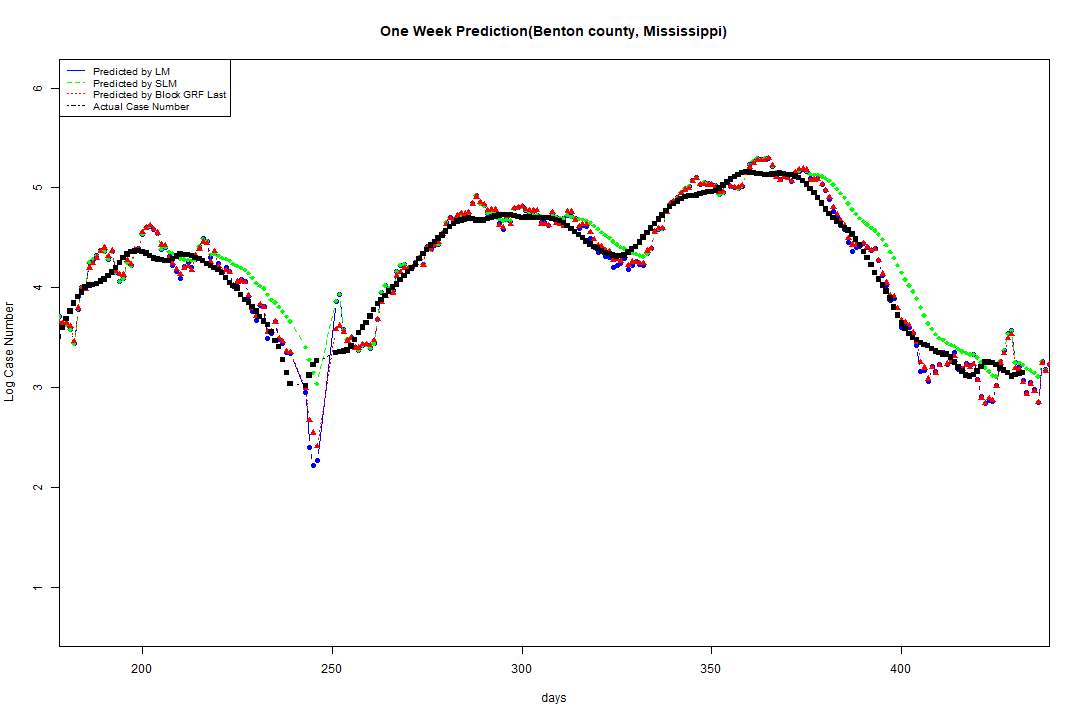 One Week Prediction(Benton county, Mississippi)
Predicted by LM
Predicted by SLM
Predicted by Block GRF Last
Actual Case Number
Log Case Number
6
5
4
3
2
1
200
250
300
350
400
days